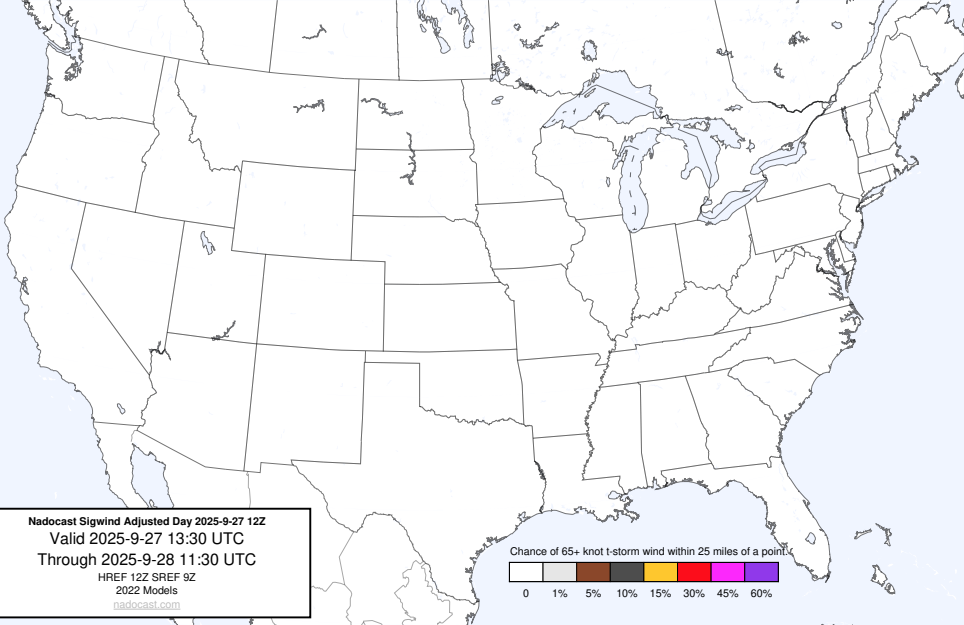 Nadocast Sigwind Adjusted Day 2025-9-27 12Z
Valid 2025-9-27 13:30 UTC
Through 2025-9-28 11:30 UTC
HREF 12Z SREF 9Z
2022 Models
nadocast.com
Chance of 65+ knot t-storm wind within 25 miles of a point.
0 1% 5% 10% 15% 30% 45% 60%